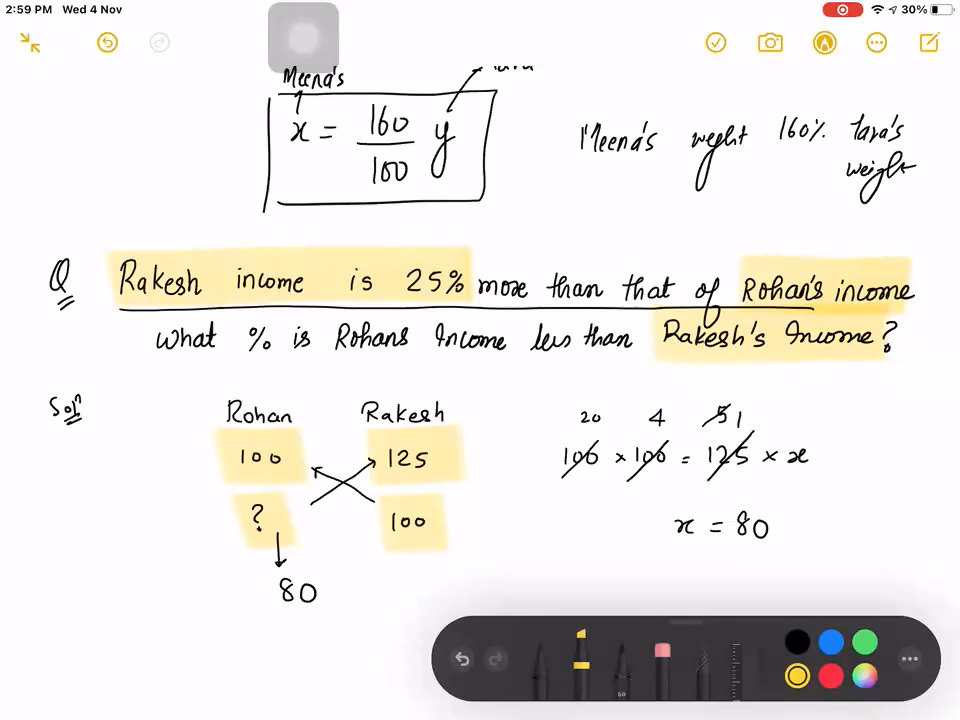 2:59 PM Wed 4 Nov 30%
Meena's
x = 160/100 y
Meena's weght 160% Tara's
weight
Q Rakesh income is 25% more than that of Rohan's income
What % is Rohans Income less than Rakesh's Income?
Solⁿ
Rohan Rakesh
100 125
? 100
80
20 4 5 1
100 × 100 = 125 × x
x = 80
50